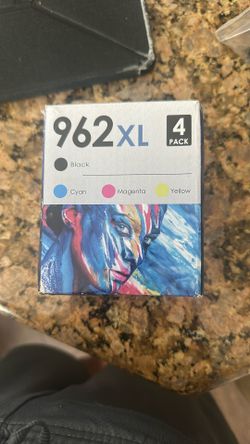 962XL 4
PACK
Black
Cyan Magenta Yellow